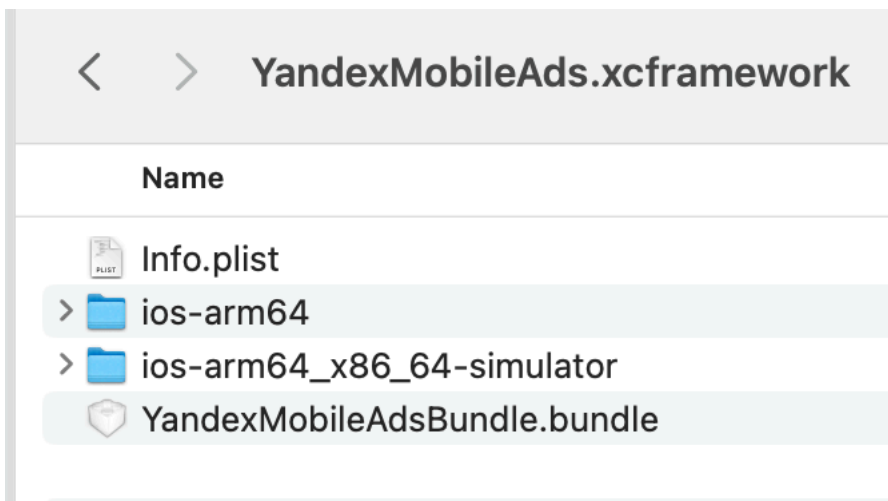 YandexMobileAds.xcframework
Name
PLIST
Info.plist
ios-arm64
ios-arm64_x86_64-simulator
YandexMobileAdsBundle.bundle